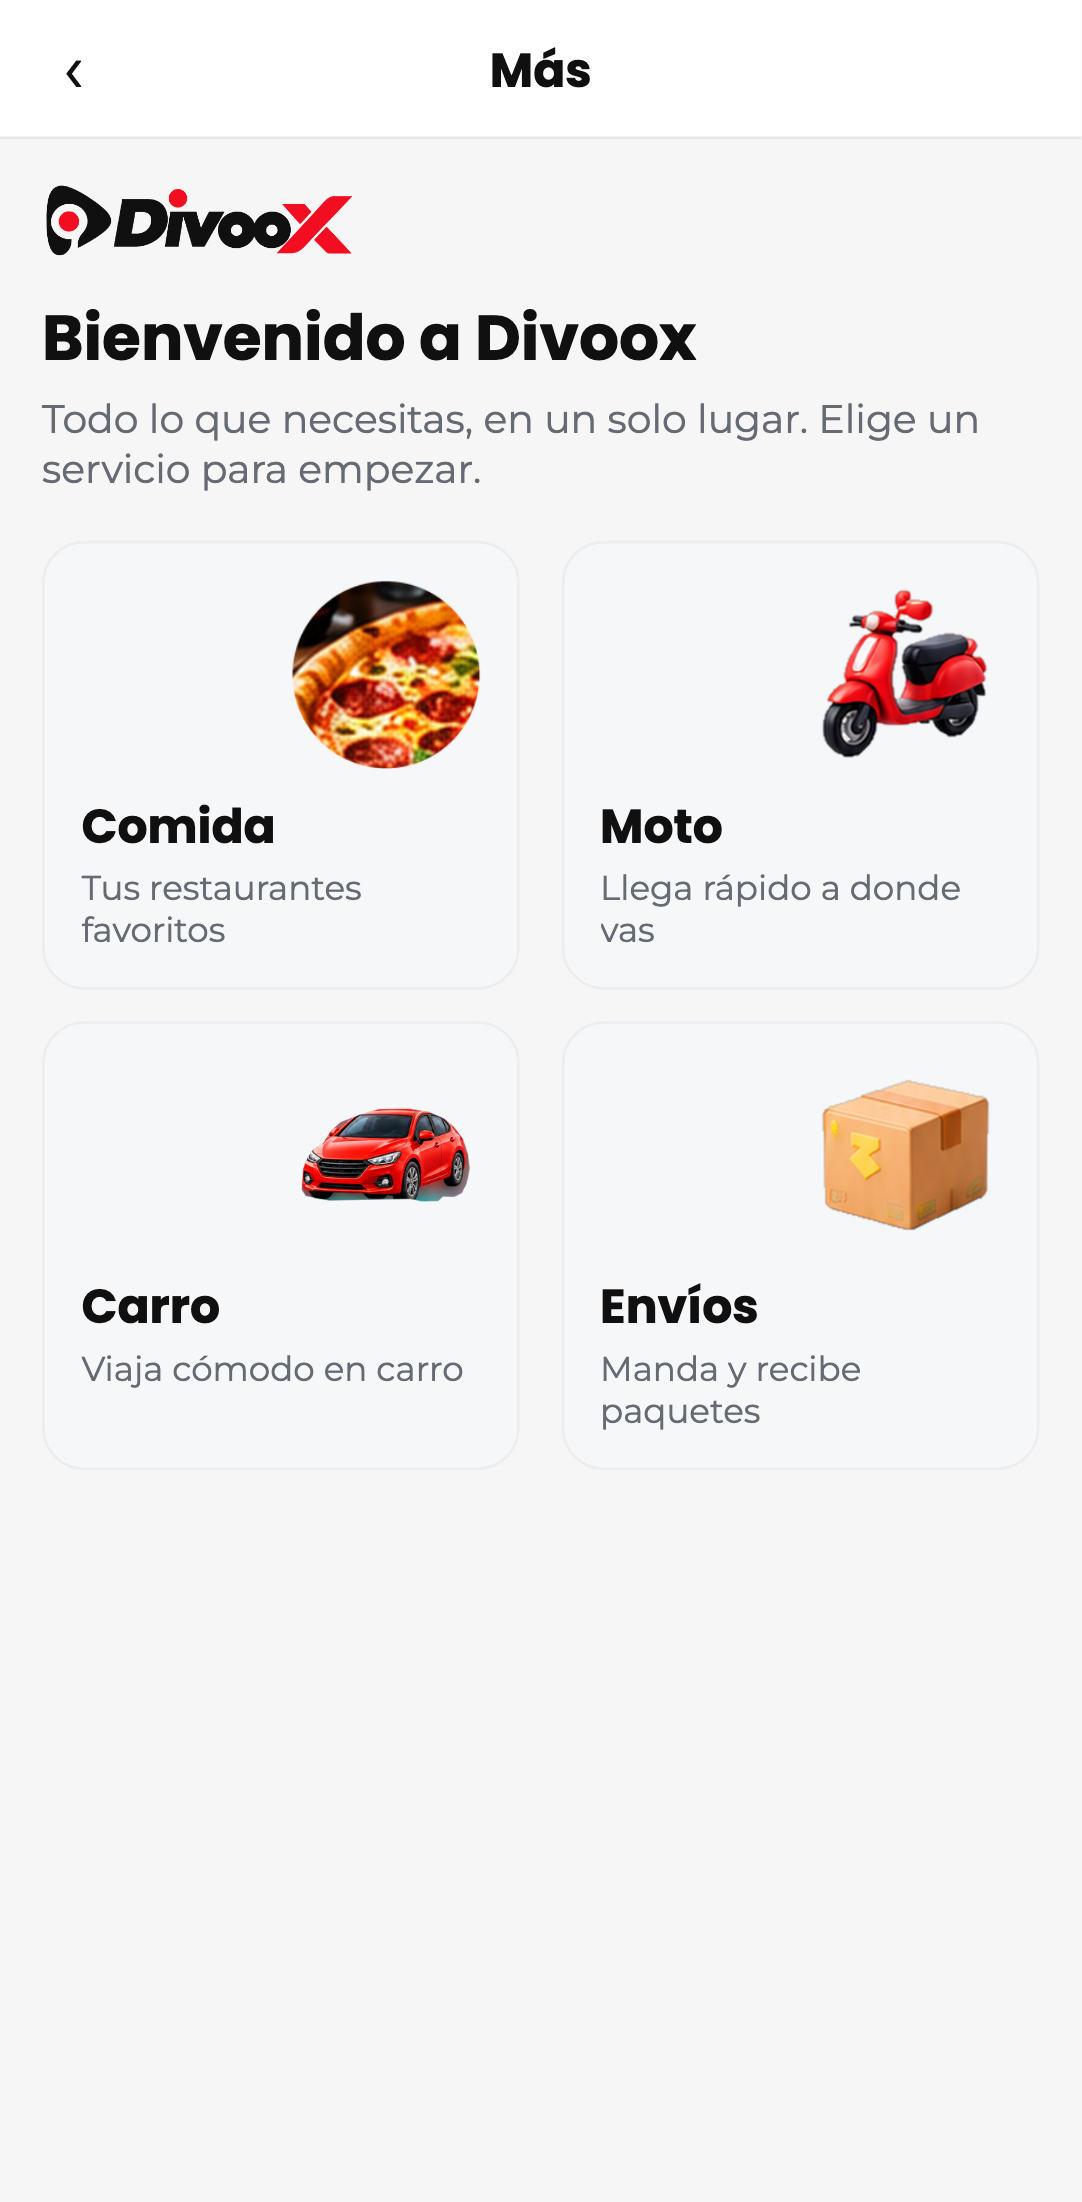 Más
DivooX
Bienvenido a Divoox
Todo lo que necesitas, en un solo lugar. Elige un
servicio para empezar.
Comida
Tus restaurantes
favoritos
Moto
Llega rápido a donde
vas
Carro
Viaja cómodo en carro
Envíos
Manda y recibe
paquetes